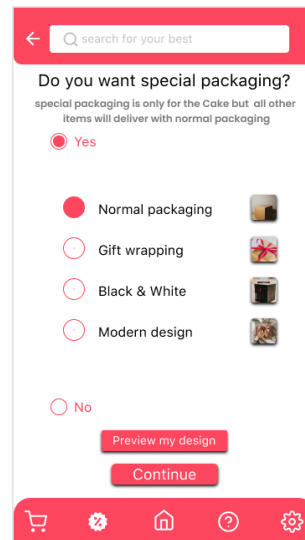 search for your best
Do you want special packaging?
special packaging is only for the Cake but all other
items will deliver with normal packaging
Yes
Normal packaging
Gift wrapping
Black & White
Modern design
No
Preview my design
Continue